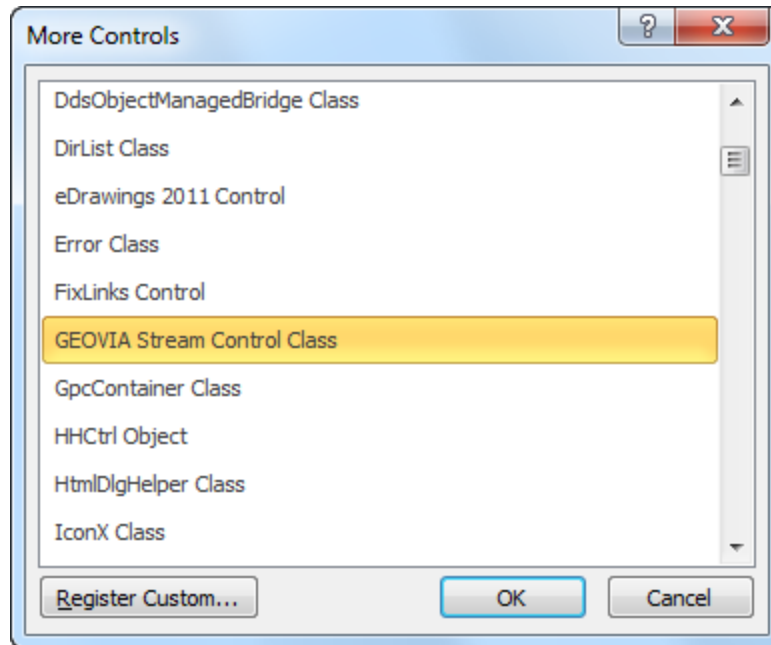 More Controls
DdsObjectManagedBridge Class
DirList Class
eDrawings 2011 Control
Error Class
FixLinks Control
GEOVIA Stream Control Class
GpcContainer Class
HHCtrl Object
HtmlDlgHelper Class
IconX Class
Register Custom... OK Cancel